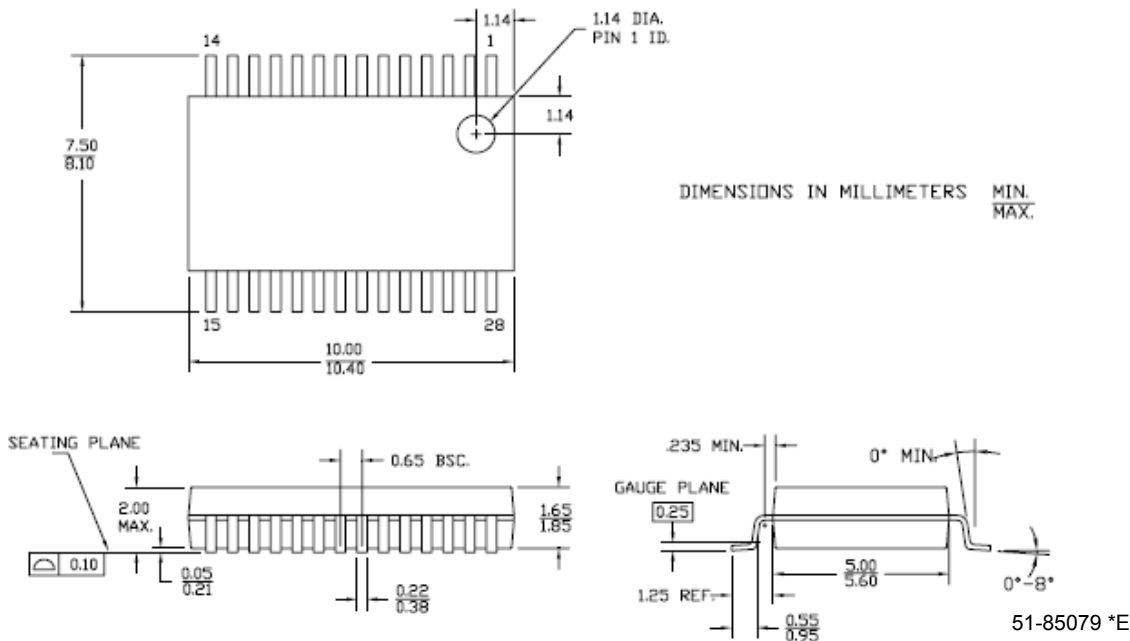 1.14
1.14 DIA.
PIN 1 ID.
14
1
1.14
7.50
8.10
DIMENSIONS IN MILLIMETERS MIN.
MAX.
15
28
10.00
10.40
SEATING PLANE
0.65 BSC.
2.00
MAX.
1.65
1.85
0.10
0.05
0.21
0.22
0.38
.235 MIN.
0° MIN.
GAUGE PLANE
0.25
5.00
5.60
0°-8°
1.25 REF.
0.55
0.95
51-85079 *E